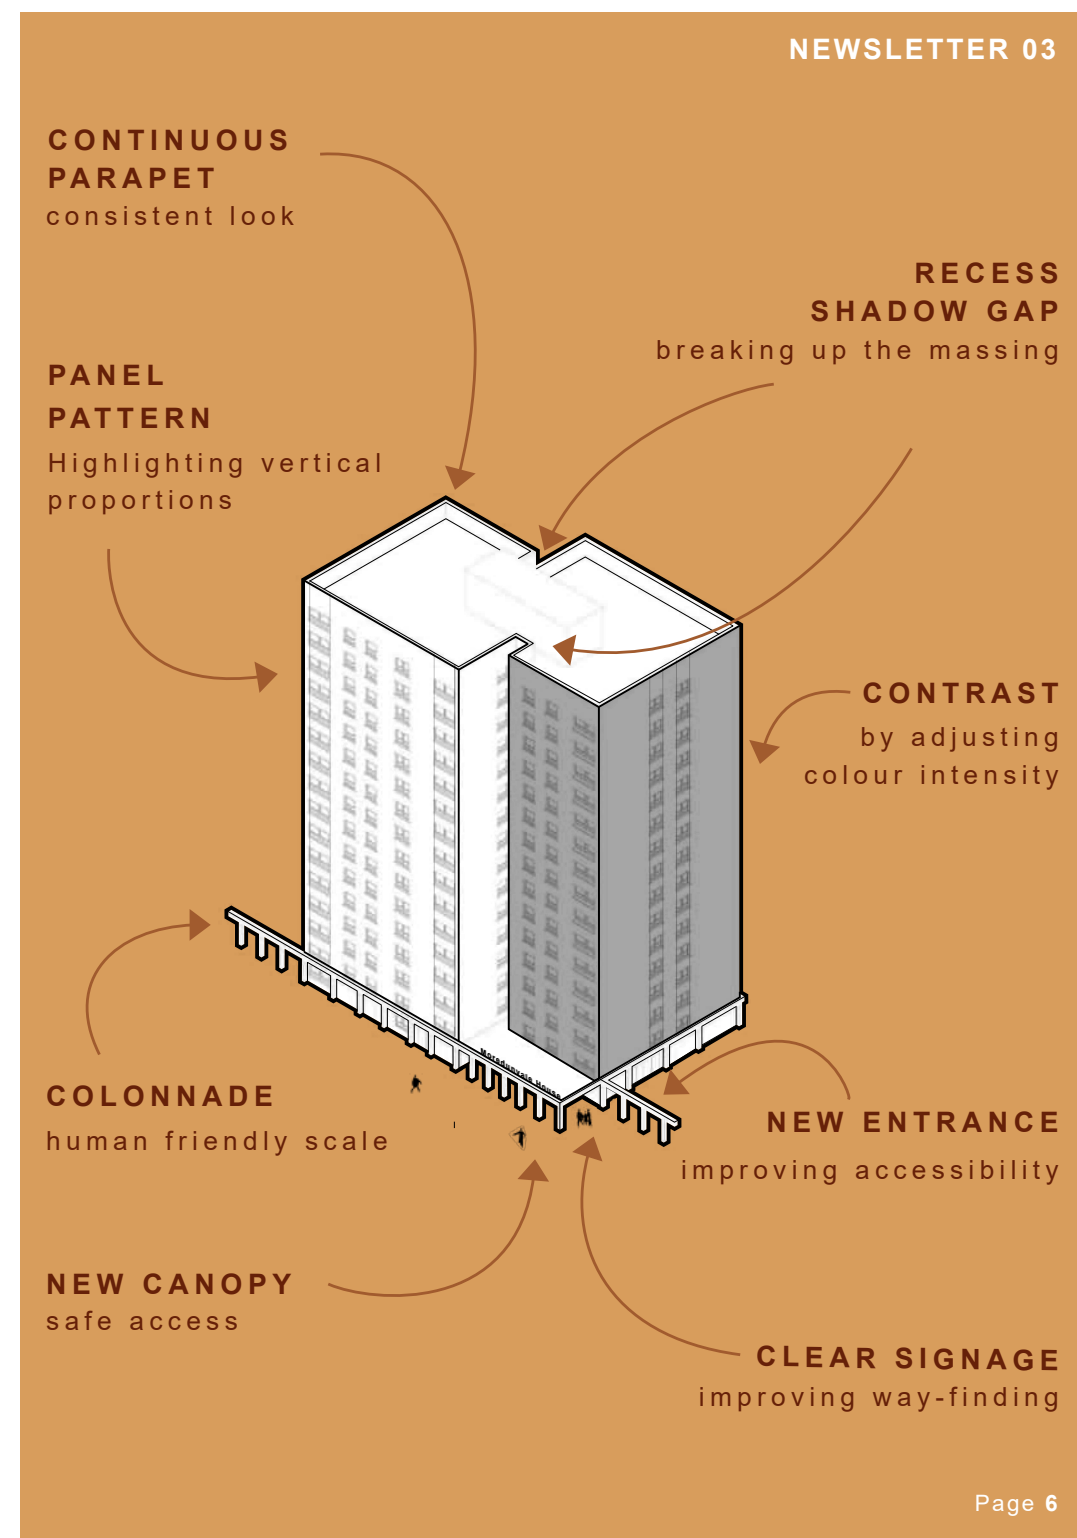 NEWSLETTER 03
CONTINUOUS
PARAPET
consistent look
RECESS
SHADOW GAP
breaking up the massing
PANEL
PATTERN
Highlighting vertical
proportions
CONTRAST
by adjusting
colour intensity
Moredunvale House
COLONNADE
human friendly scale
NEW ENTRANCE
improving accessibility
NEW CANOPY
safe access
CLEAR SIGNAGE
improving way-finding
Page 6